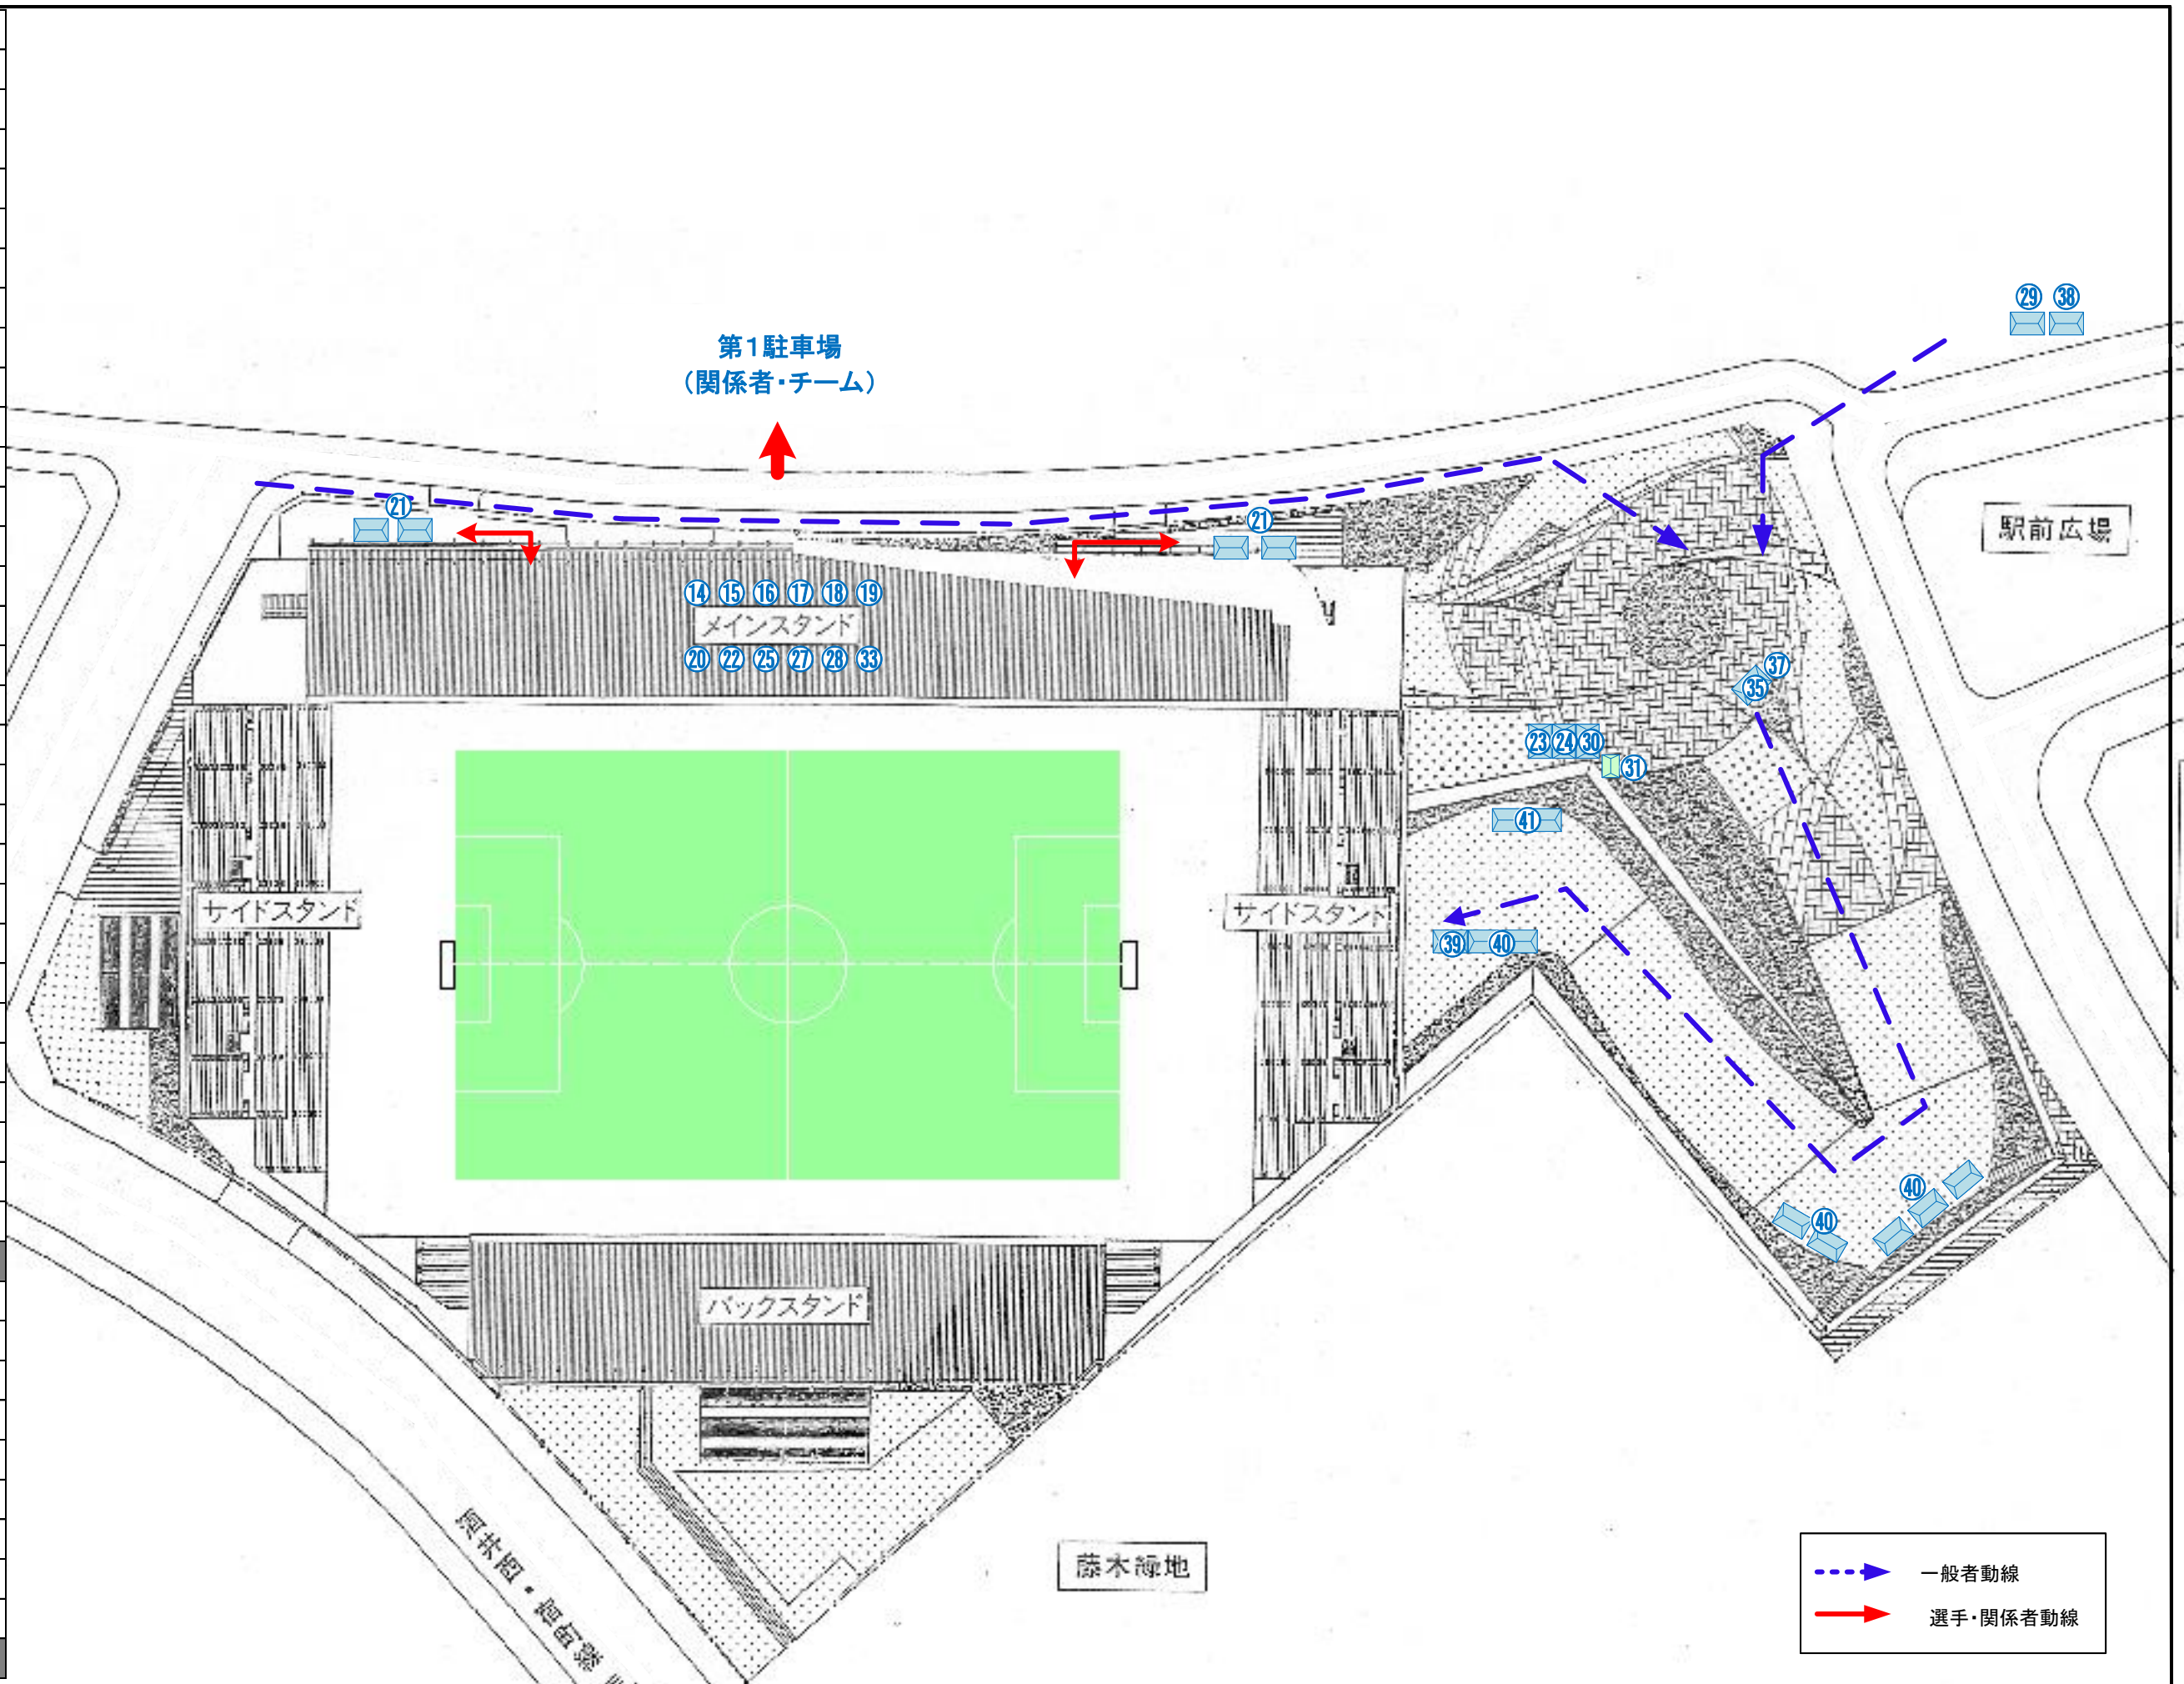 ㉙ ㊳
第1駐車場
(関係者・チーム)
㉑
㉑
駅前広場
⑭ ⑮ ⑯ ⑰ ⑱ ⑲
メインスタンド
⑳ ㉒ ㉕ ㉗ ㉘ ㉝
㊲
㉟
㉓ ㉔ ㉚
㉛
㊶
サイドスタンド
サイドスタンド
㊴ ㊵
㊵
㊵
バックスタンド
藤木緑地
一般者動線
選手・関係者動線